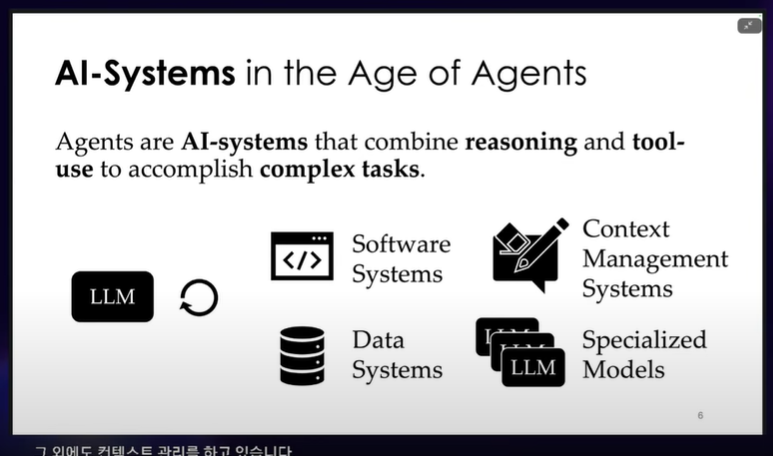 AI-Systems in the Age of Agents
Agents are AI-systems that combine reasoning and tool-
use to accomplish complex tasks.
LLM
</>
Software
Systems
Context
Management
Systems
Data
Systems
LLM
LLM
LLM
Specialized
Models
6
그 외에도 컨텍스트 관리를 하고 있습니다